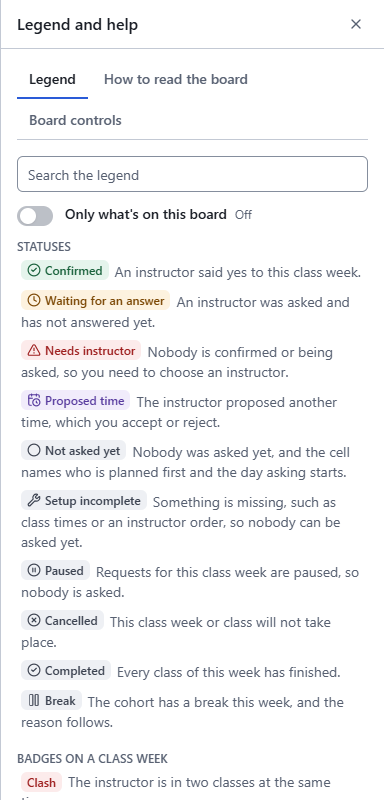 Legend and help
Legend How to read the board
Board controls
Search the legend
Only what's on this board Off
STATUSES
Confirmed An instructor said yes to this class week.
Waiting for an answer An instructor was asked and
has not answered yet.
Needs instructor Nobody is confirmed or being
asked, so you need to choose an instructor.
Proposed time The instructor proposed another
time, which you accept or reject.
Not asked yet Nobody was asked yet, and the cell
names who is planned first and the day asking starts.
Setup incomplete Something is missing, such as
class times or an instructor order, so nobody can be
asked yet.
Paused Requests for this class week are paused, so
nobody is asked.
Cancelled This class week or class will not take
place.
Completed Every class of this week has finished.
Break The cohort has a break this week, and the
reason follows.
BADGES ON A CLASS WEEK
Clash The instructor is in two classes at the same